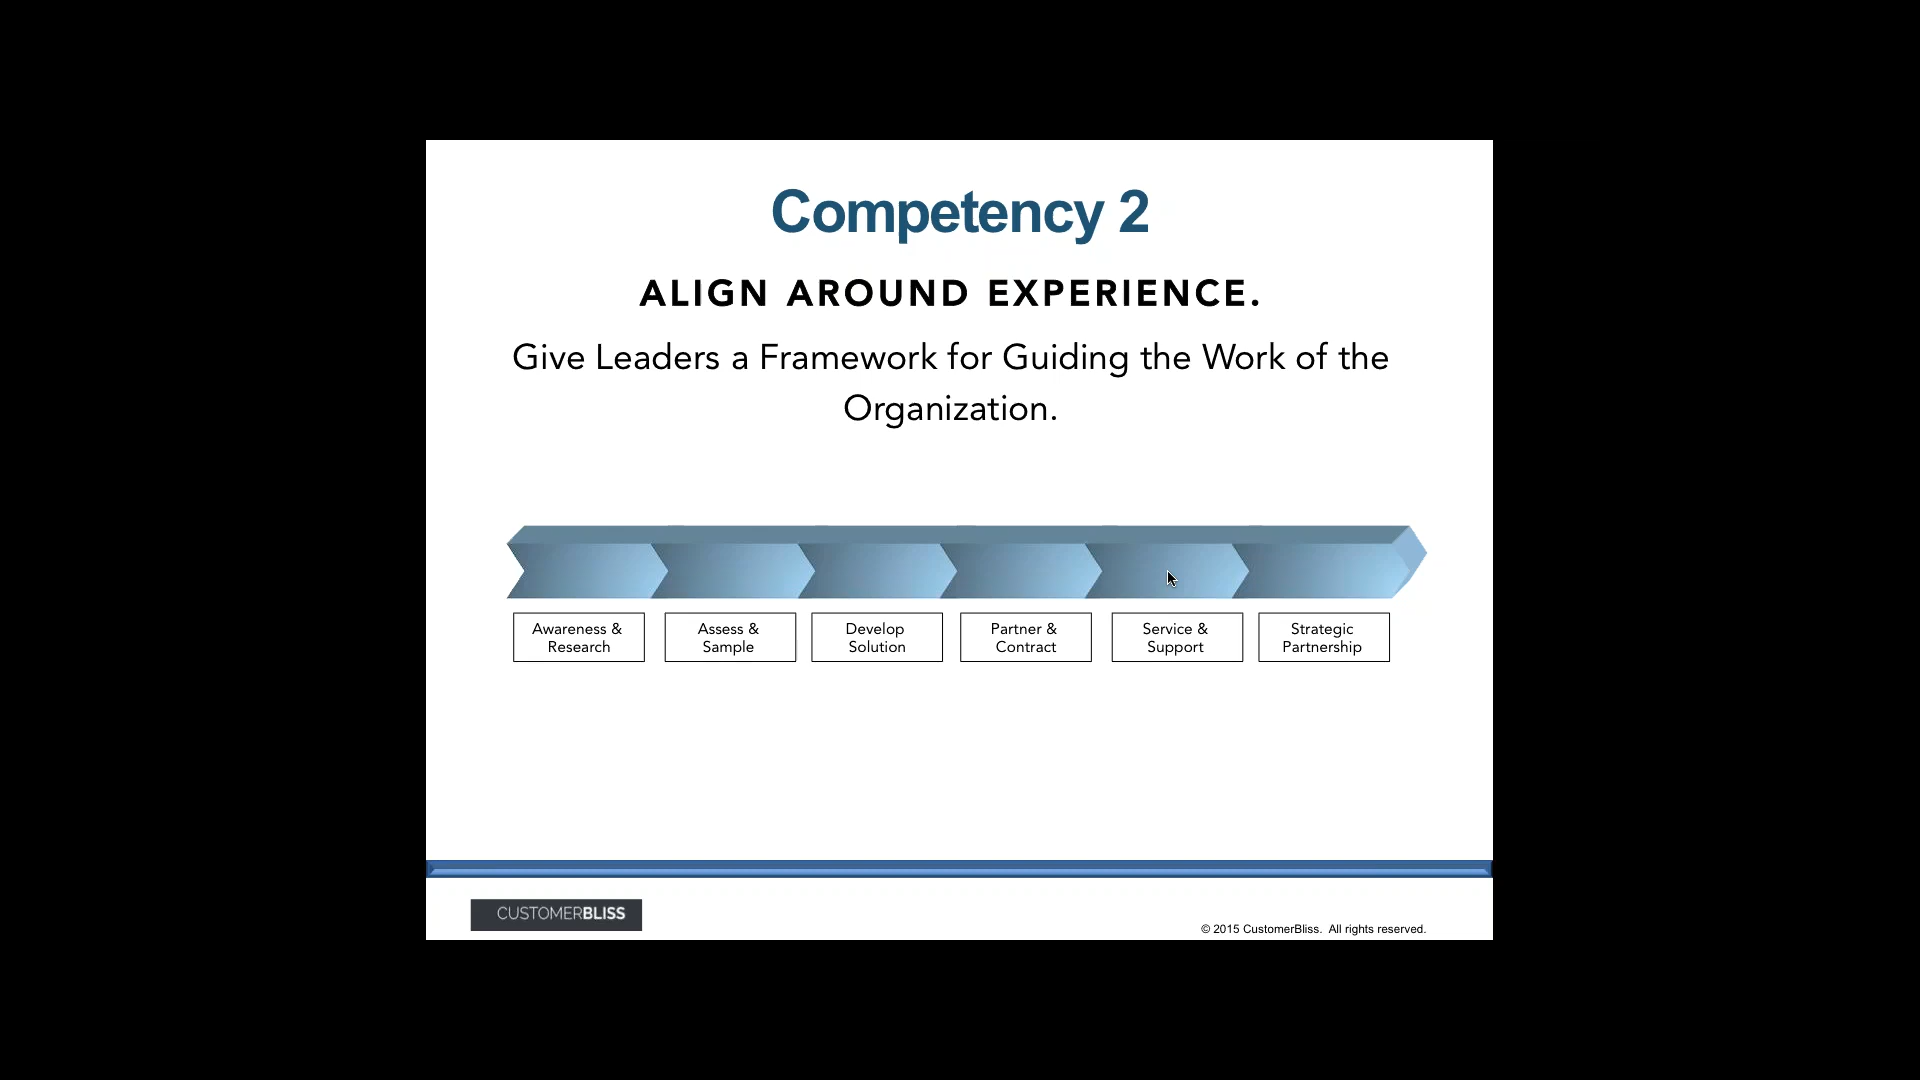 Competency 2
ALIGN AROUND EXPERIENCE.
Give Leaders a Framework for Guiding the Work of the
Organization.
Awareness &
Research
Assess &
Sample
Develop
Solution
Partner &
Contract
Service &
Support
Strategic
Partnership
CUSTOMERBLISS
© 2015 CustomerBliss. All rights reserved.